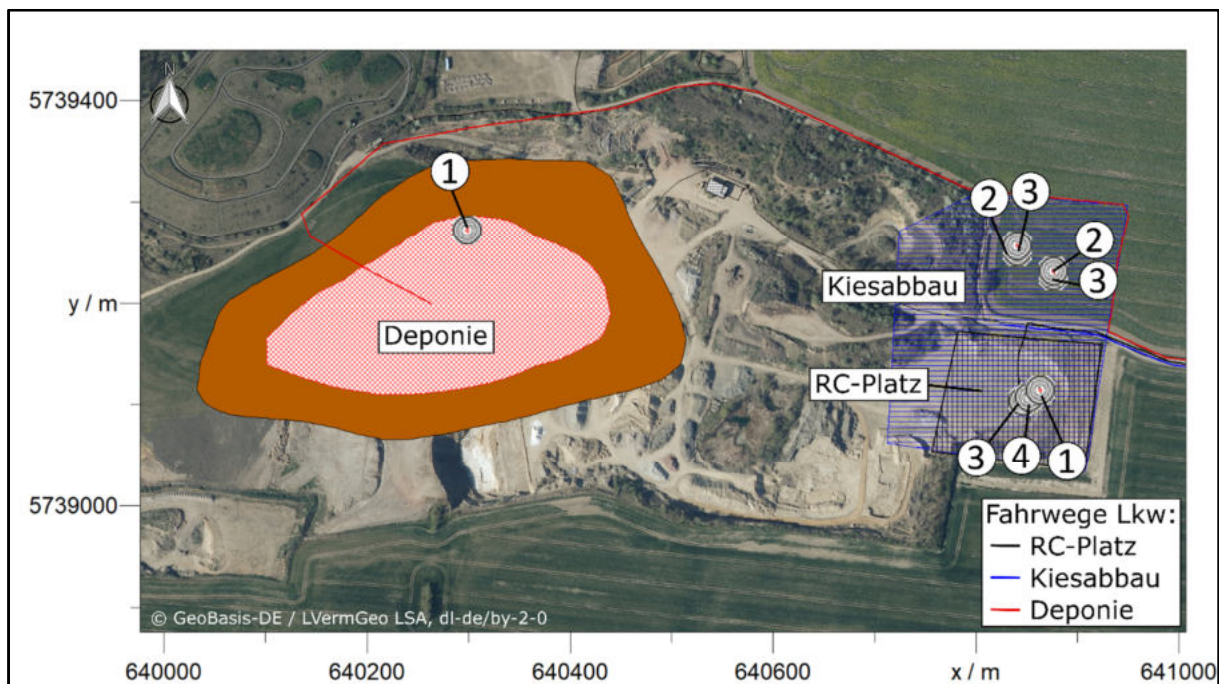 N
5739400
1
2
3
2
3
y / m
Kiesabbau
Deponie
RC-Platz
3
4
1
5739000
Fahrwege Lkw:
RC-Platz
Kiesabbau
Deponie
© GeoBasis-DE / LVermGeo LSA, dl-de/by-2-0
640000
640200
640400
640600
x / m
641000